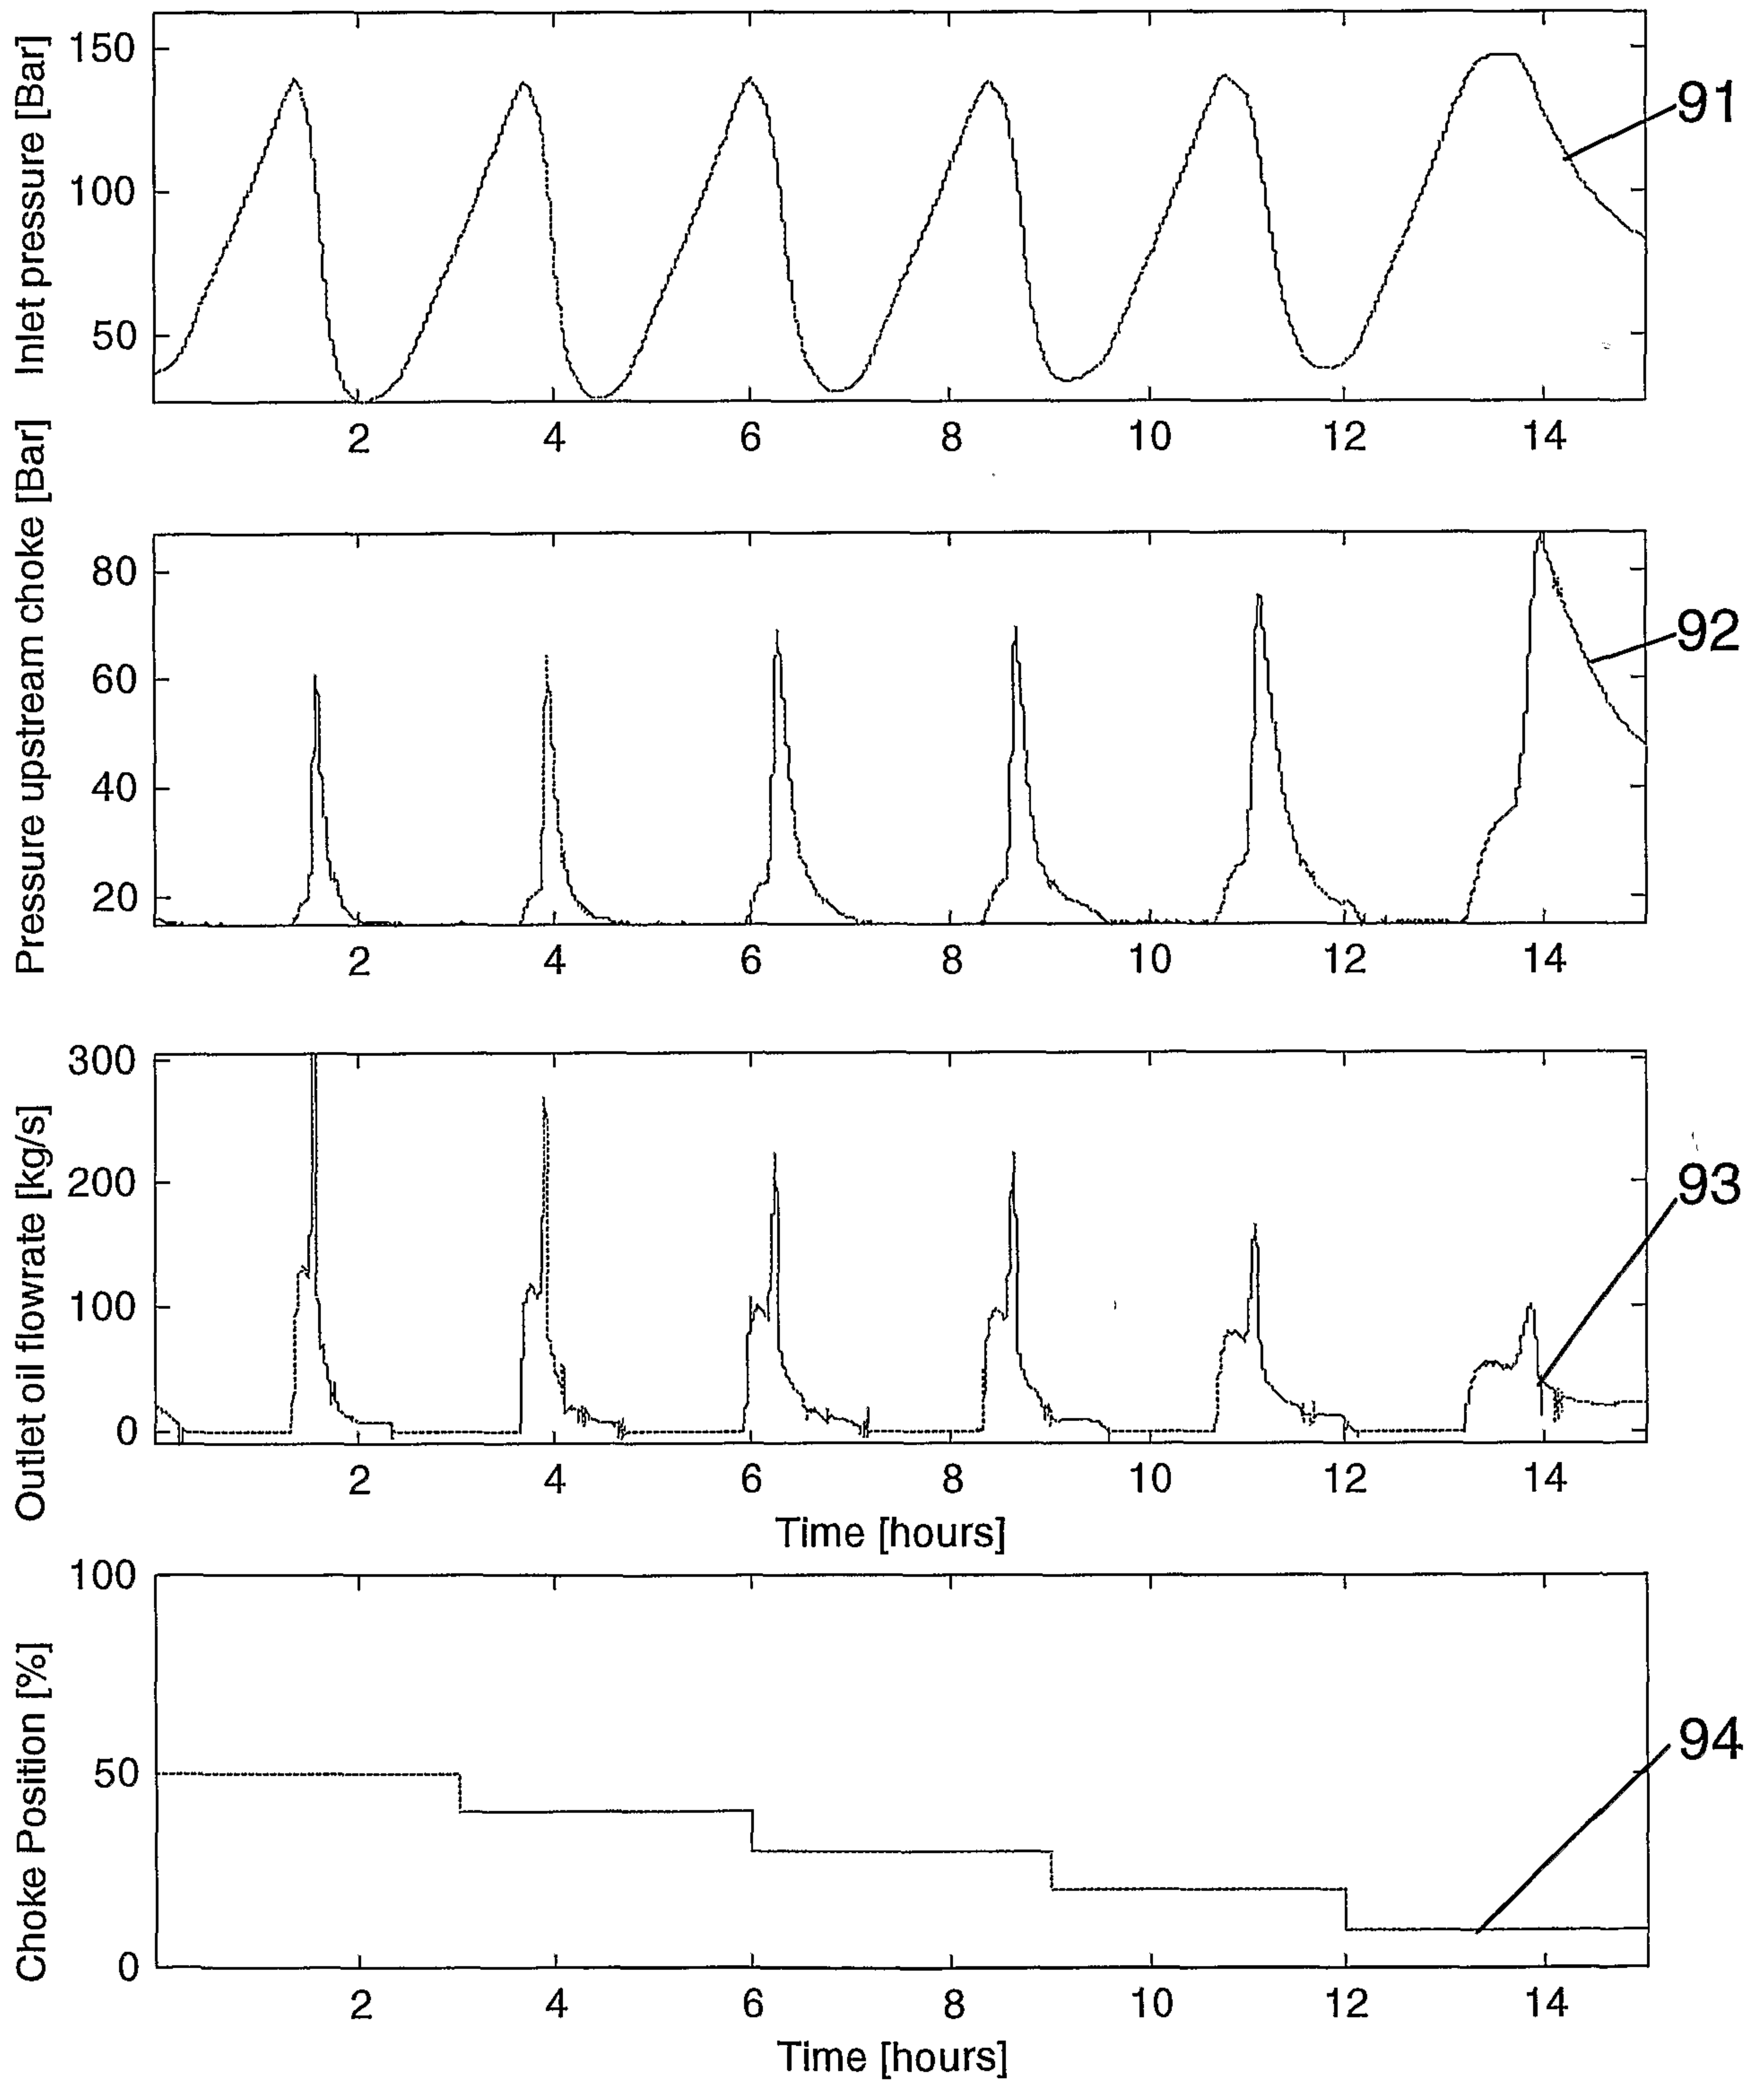 Inlet pressure [Bar]
150
100
50
91
2 4 6 8 10 12 14
Pressure upstream choke [Bar]
80
60
40
20
92
2 4 6 8 10 12 14
Outlet oil flowrate [kg/s]
300
200
100
0
93
2 4 6 8 10 12 14
Time [hours]
Choke Position [%]
100
50
0
94
2 4 6 8 10 12 14
Time [hours]